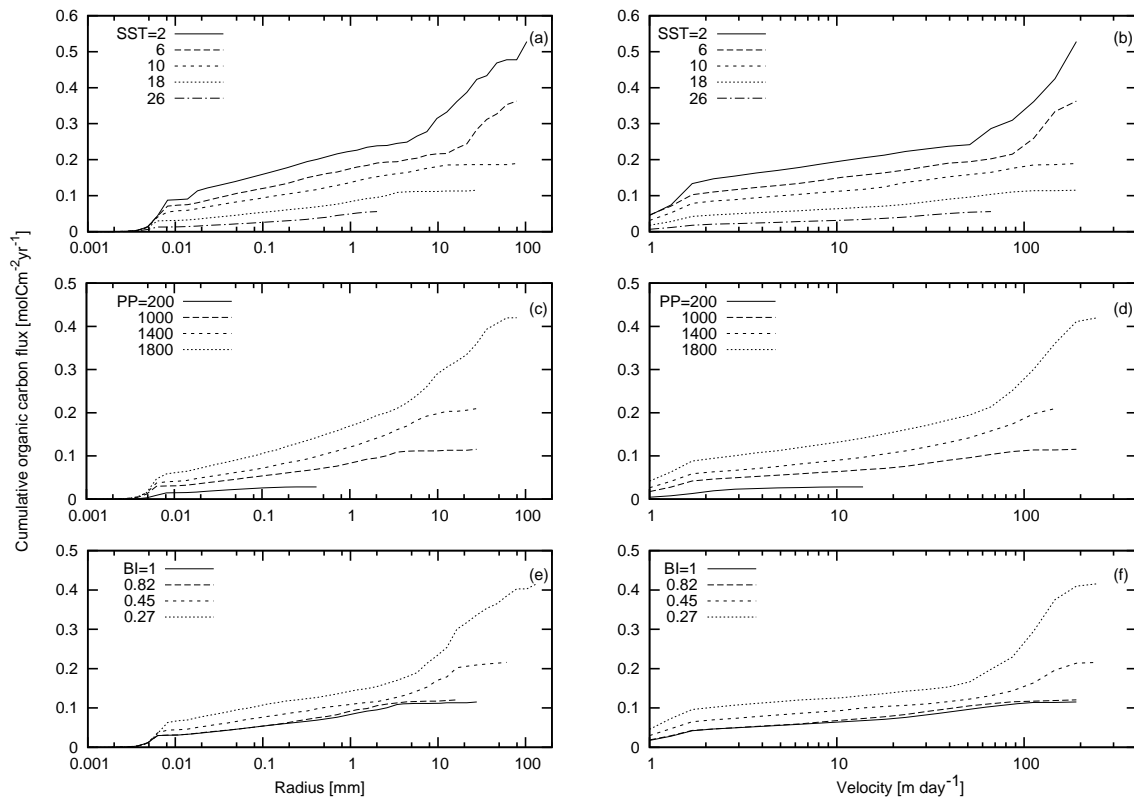 Cumulative organic carbon flux [molCm⁻²yr⁻¹]
0.6
0.5
0.4
0.3
0.2
0.1
0
SST=2
6
10
18
26
(a)
0.001 0.01 0.1 1 10 100
0.6
0.5
0.4
0.3
0.2
0.1
0
SST=2
6
10
18
26
(b)
1 10 100
0.5
0.4
0.3
0.2
0.1
0
PP=200
1000
1400
1800
(c)
0.001 0.01 0.1 1 10 100
0.5
0.4
0.3
0.2
0.1
0
PP=200
1000
1400
1800
(d)
1 10 100
0.5
0.4
0.3
0.2
0.1
0
BI=1
0.82
0.45
0.27
(e)
0.001 0.01 0.1 1 10 100
Radius [mm]
0.5
0.4
0.3
0.2
0.1
0
BI=1
0.82
0.45
0.27
(f)
1 10 100
Velocity [m day⁻¹]